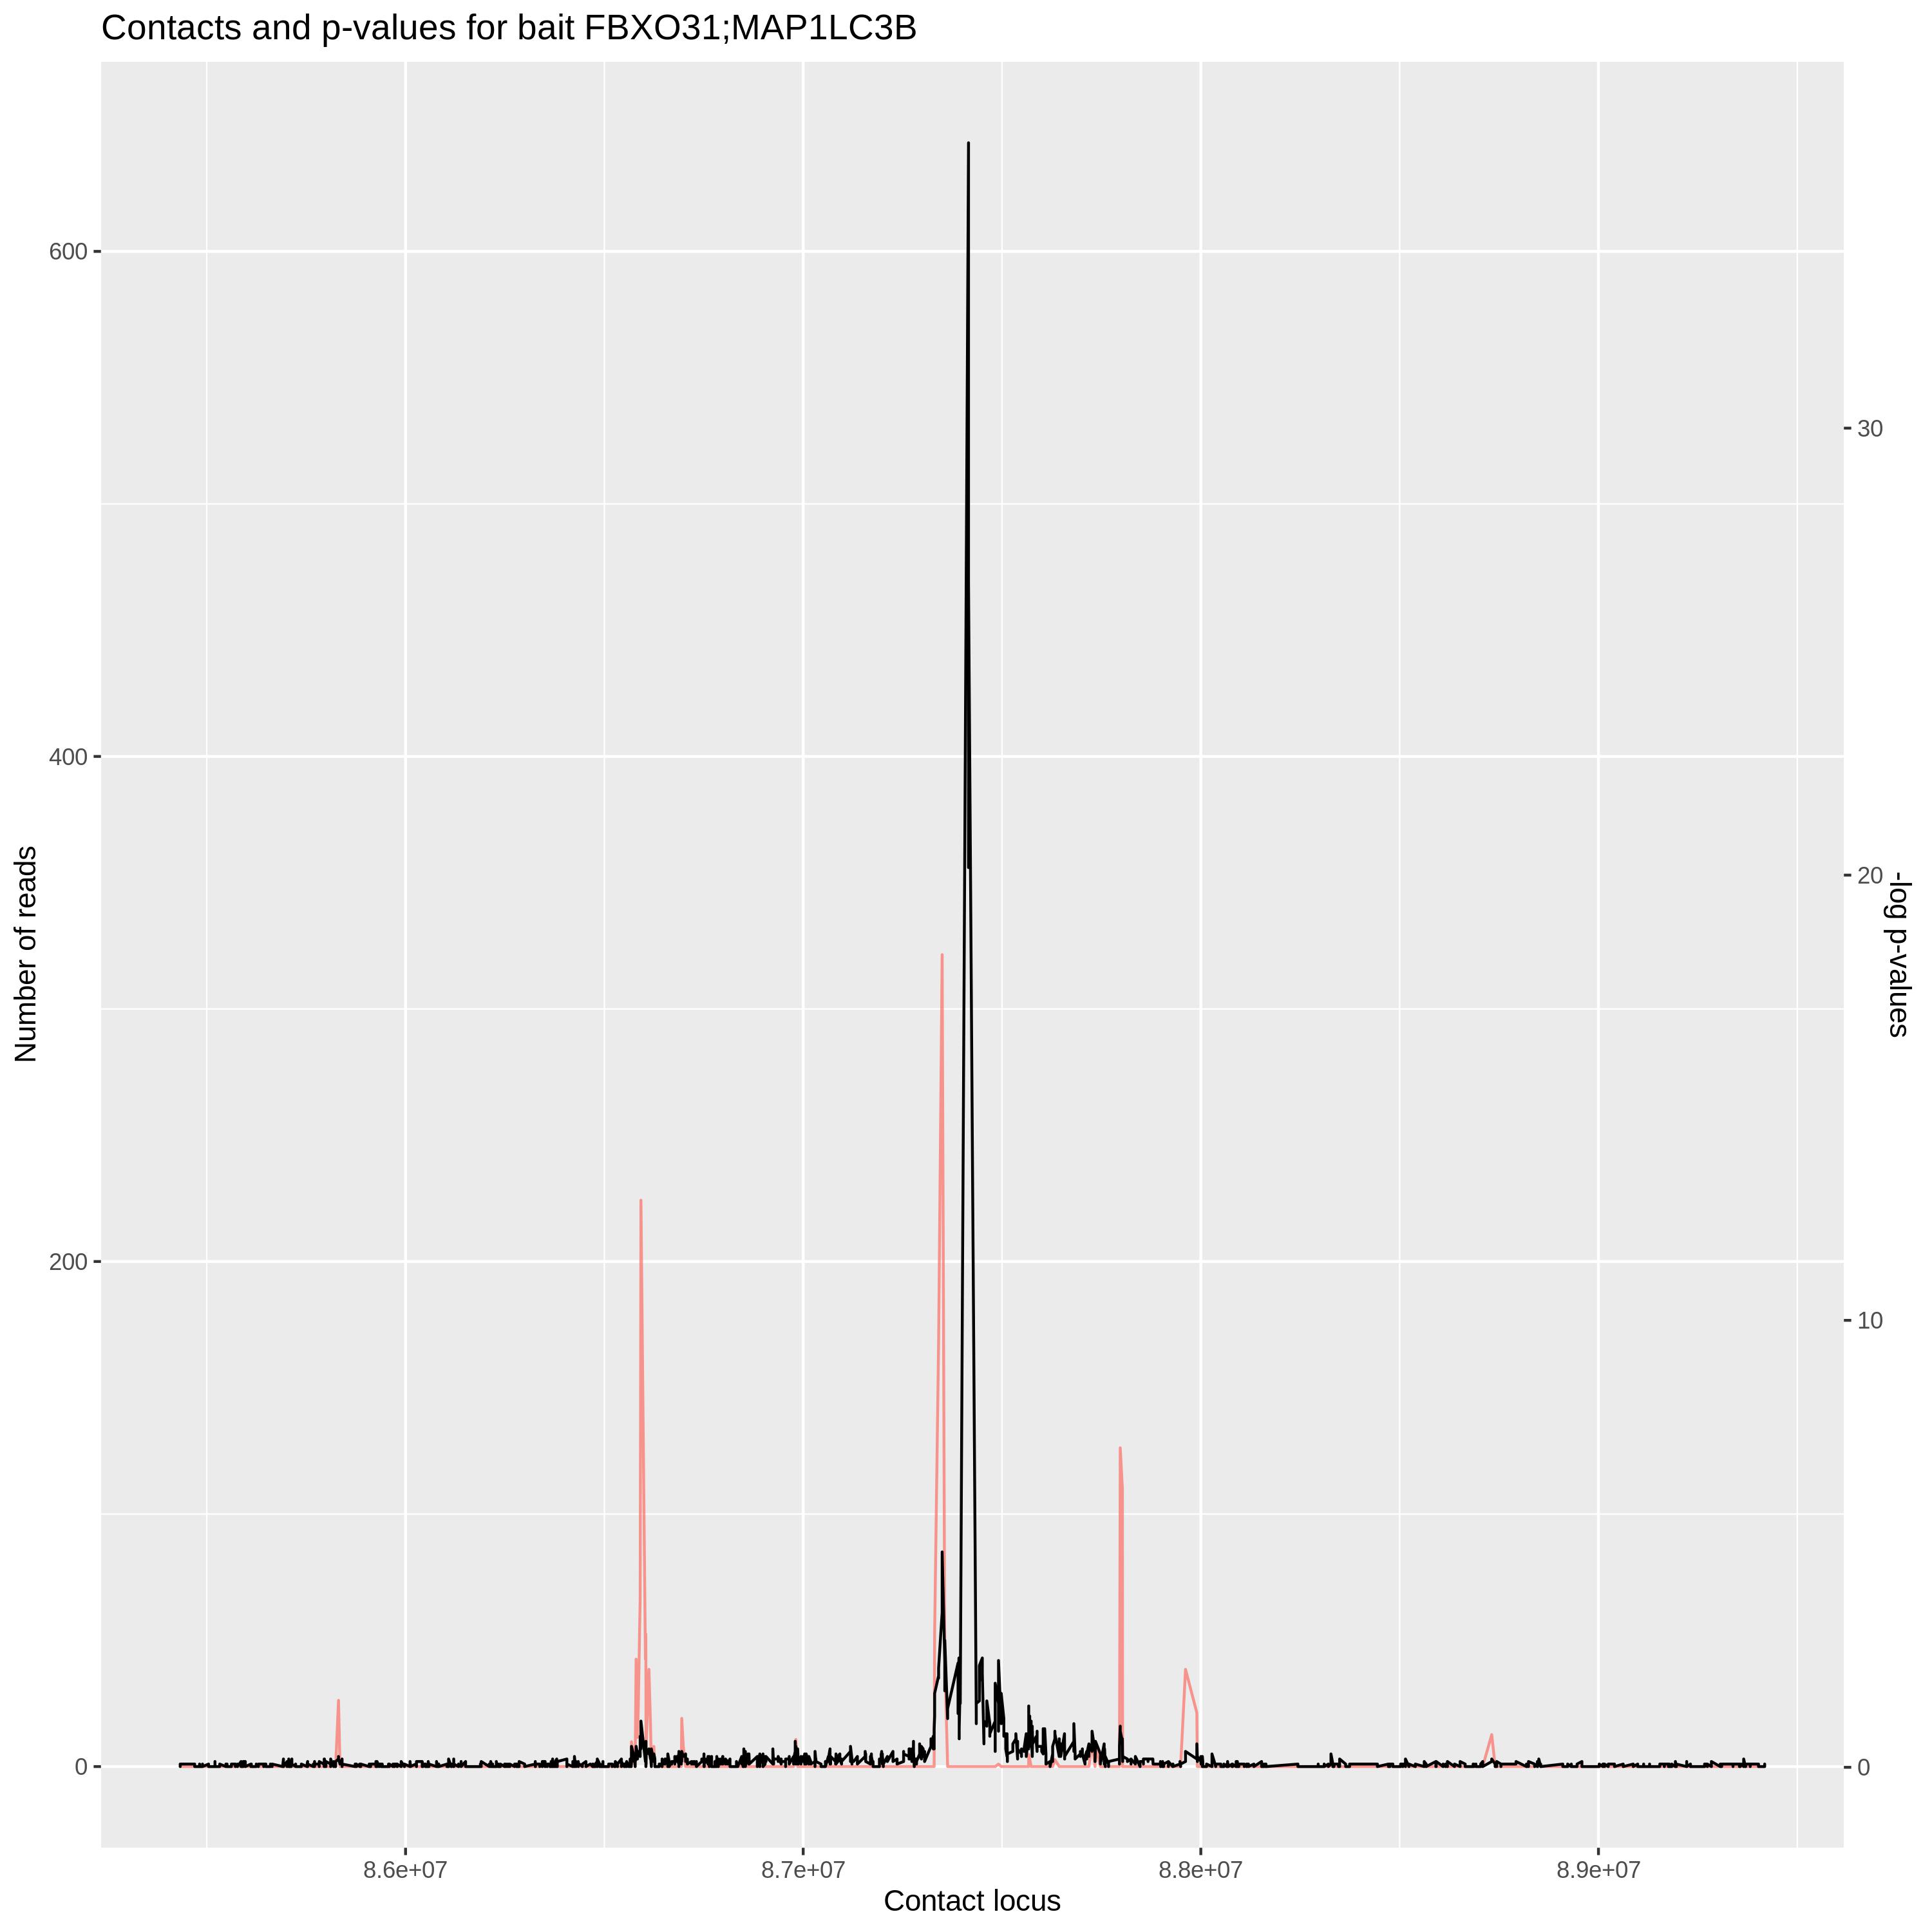 Contacts and p-values for bait FBXO31;MAP1LC3B
600
400
200
0
Number of reads
30
20
10
0
-log p-values
8.6e+07
8.7e+07
8.8e+07
8.9e+07
Contact locus